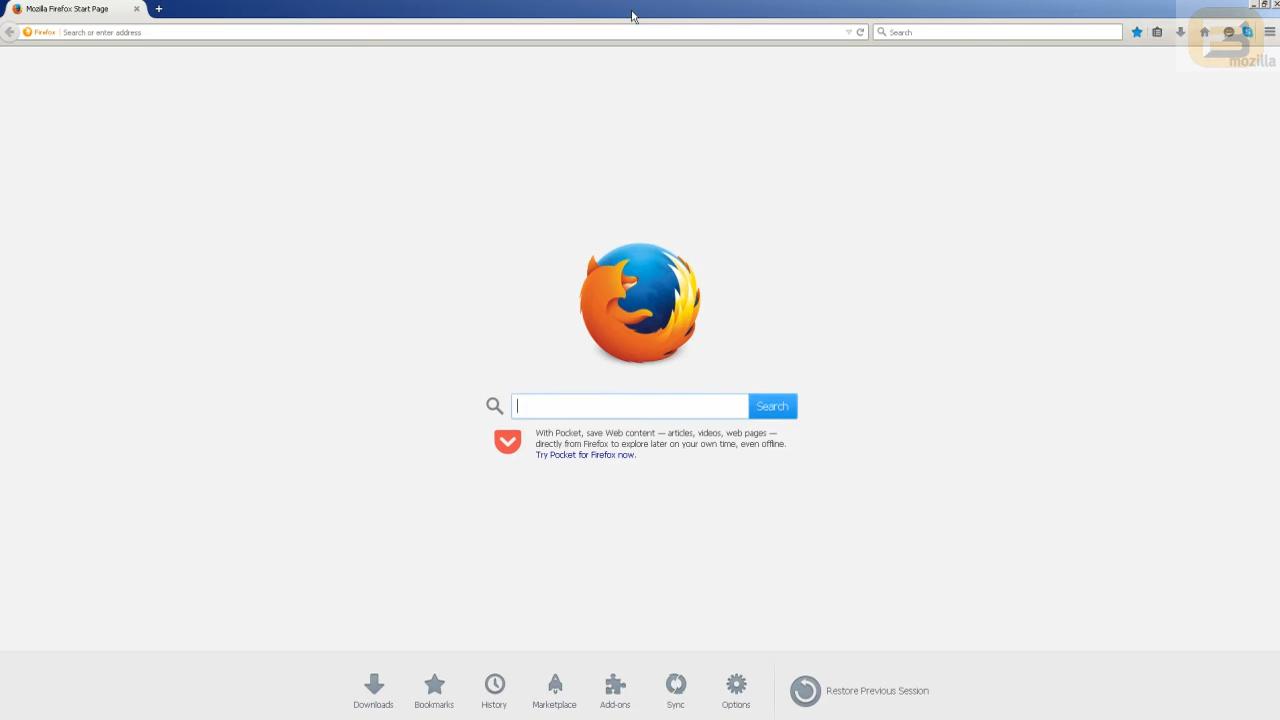 Mozilla Firefox Start Page
Firefox
Search or enter address
Search
mozilla
Search
With Pocket, save Web content — articles, videos, web pages —
directly from Firefox to explore later on your own time, even offline.
Try Pocket for Firefox now.
Downloads
Bookmarks
History
Marketplace
Add-ons
Sync
Options
Restore Previous Session